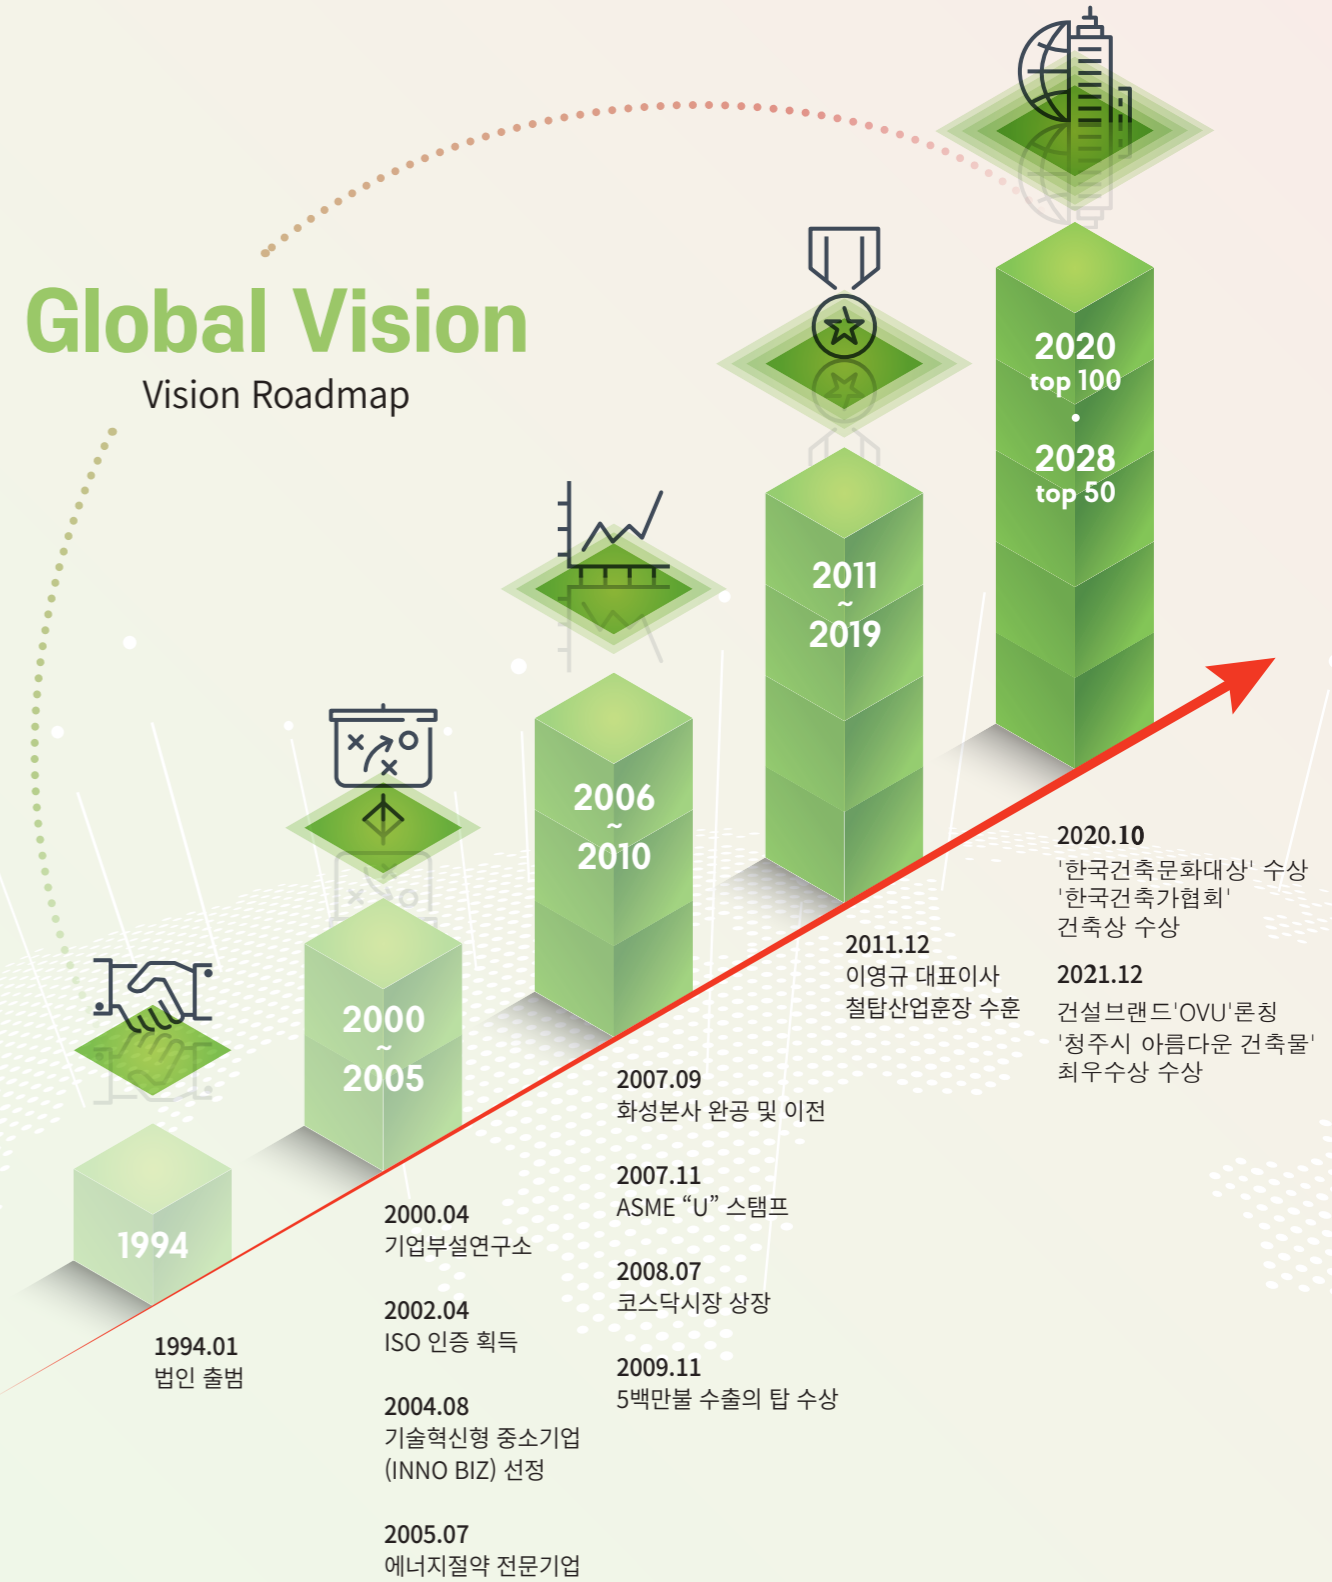 Global Vision
Vision Roadmap
1994
1994.01
법인 출범
2000
~
2005
2000.04
기업부설연구소
2002.04
ISO 인증 획득
2004.08
기술혁신형 중소기업
(INNO BIZ) 선정
2005.07
에너지절약 전문기업
2006
~
2010
2007.09
화성본사 완공 및 이전
2007.11
ASME “U” 스탬프
2008.07
코스닥시장 상장
2009.11
5백만불 수출의 탑 수상
2011
~
2019
2011.12
이영규 대표이사
철탑산업훈장 수훈
2020
top 100
•
2028
top 50
2020.10
'한국건축문화대상' 수상
'한국건축가협회'
건축상 수상
2021.12
건설브랜드'OVU'론칭
'청주시 아름다운 건축물'
최우수상 수상